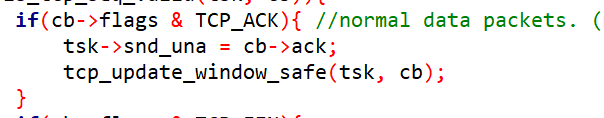 if(cb->flags & TCP_ACK){ //normal data packets. (
tsk->snd_una = cb->ack;
tcp_update_window_safe(tsk, cb);
}